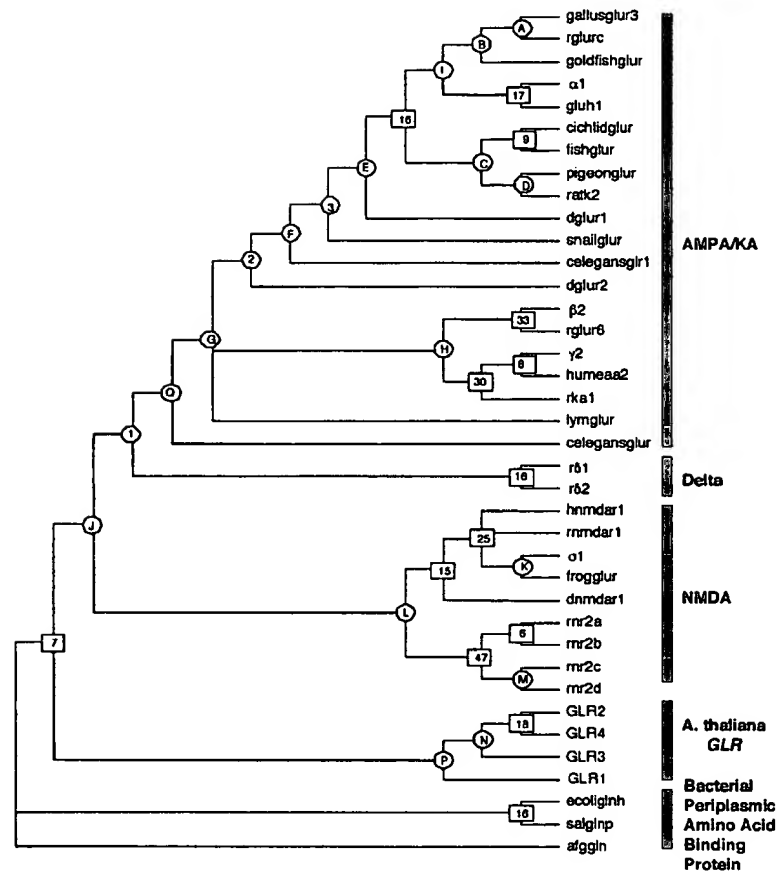 gallusglur3
A
rglurc
B
goldfishglur
I
α1
17
gluh1
16
cichlidglur
9
fishglur
C
pigeonglur
D
ratk2
E
dglur1
3
snailglur
AMPA/KA
F
celegansglr1
2
dglur2
β2
33
rglur6
G
H
γ2
8
humeaa2
30
rka1
Q
lymglur
1
celegansglur
rδ1
16
rδ2
Delta
hnmdar1
J
rnmdar1
25
σ1
K
frogglur
15
dnmdar1
NMDA
L
rnr2a
6
rnr2b
47
rnr2c
M
rnr2d
7
GLR2
18
GLR4
A. thaliana
GLR
N
GLR3
P
GLR1
ecoliglnh
16
salglnp
afggln
Bacterial
Periplasmic
Amino Acid
Binding
Protein